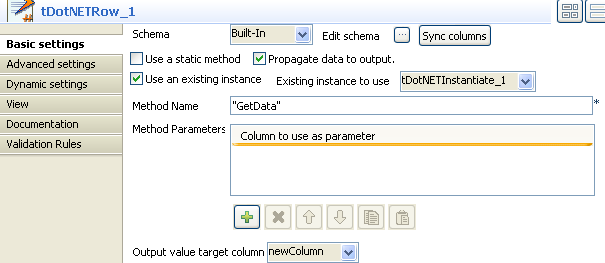 tDotNETRow_1
Basic settings
Advanced settings
Dynamic settings
View
Documentation
Validation Rules
Schema Built-In Edit schema ... Sync columns
Use a static method Propagate data to output.
Use an existing instance Existing instance to use tDotNETInstantiate_1
Method Name "GetData" *
Method Parameters Column to use as parameter
Output value target column newColumn